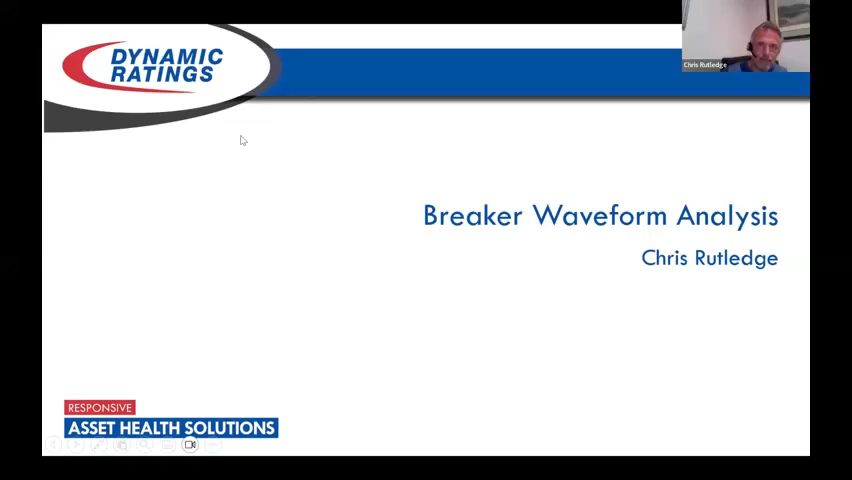 DYNAMIC
RATINGS
Chris Rutledge
Breaker Waveform Analysis
Chris Rutledge
RESPONSIVE
ASSET HEALTH SOLUTIONS